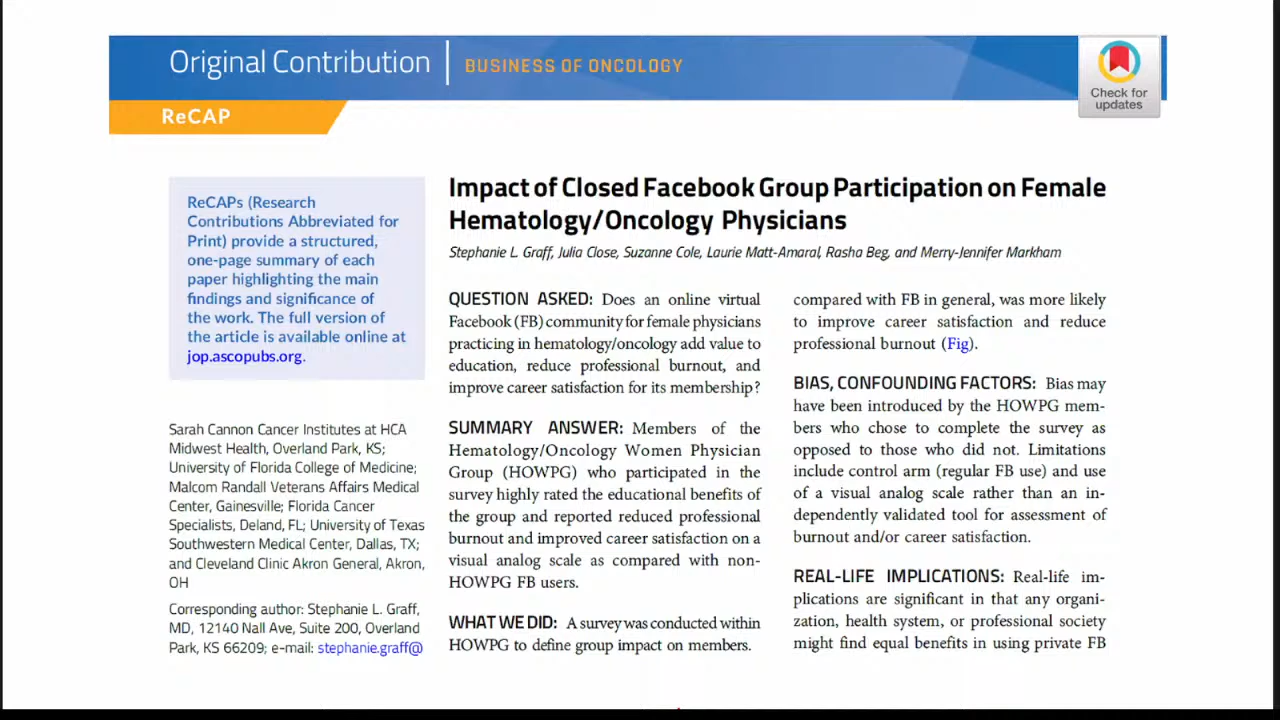 Original Contribution
BUSINESS OF ONCOLOGY
Check for
updates
ReCAP
ReCAPs (Research
Contributions Abbreviated for
Print) provide a structured,
one-page summary of each
paper highlighting the main
findings and significance of
the work. The full version of
the article is available online at
jop.ascopubs.org.
Sarah Cannon Cancer Institutes at HCA
Midwest Health, Overland Park, KS;
University of Florida College of Medicine;
Malcom Randall Veterans Affairs Medical
Center, Gainesville; Florida Cancer
Specialists, Deland, FL; University of Texas
Southwestern Medical Center, Dallas, TX;
and Cleveland Clinic Akron General, Akron,
OH
Corresponding author: Stephanie L. Graff,
MD, 12140 Nall Ave, Suite 200, Overland
Park, KS 66209; e-mail: stephanie.graff@
Impact of Closed Facebook Group Participation on Female
Hematology/Oncology Physicians
Stephanie L. Graff, Julia Close, Suzanne Cole, Laurie Matt-Amaral, Rasha Beg, and Merry-Jennifer Markham
QUESTION ASKED: Does an online virtual
Facebook (FB) community for female physicians
practicing in hematology/oncology add value to
education, reduce professional burnout, and
improve career satisfaction for its membership?
SUMMARY ANSWER: Members of the
Hematology/Oncology Women Physician
Group (HOWPG) who participated in the
survey highly rated the educational benefits of
the group and reported reduced professional
burnout and improved career satisfaction on a
visual analog scale as compared with non-
HOWPG FB users.
WHAT WE DID: A survey was conducted within
HOWPG to define group impact on members.
compared with FB in general, was more likely
to improve career satisfaction and reduce
professional burnout (Fig).
BIAS, CONFOUNDING FACTORS: Bias may
have been introduced by the HOWPG mem-
bers who chose to complete the survey as
opposed to those who did not. Limitations
include control arm (regular FB use) and use
of a visual analog scale rather than an in-
dependently validated tool for assessment of
burnout and/or career satisfaction.
REAL-LIFE IMPLICATIONS: Real-life im-
plications are significant in that any organi-
zation, health system, or professional society
might find equal benefits in using private FB